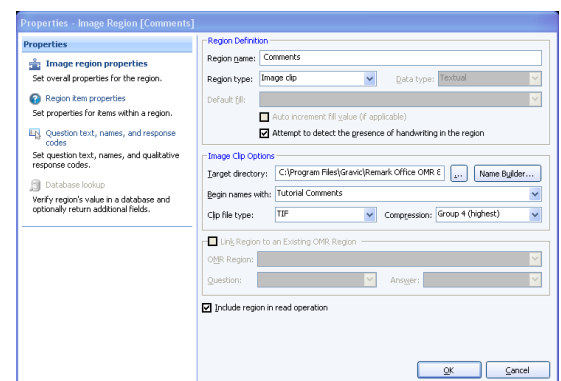 Properties - Image Region [Comments]
Properties
Image region properties
Set overall properties for the region.
Region item properties
Set properties for items within a region.
Question text, names, and response
codes
Set question text, names, and qualitative
response codes.
Database lookup
Verify region's value in a database and
optionally return additional fields.
Region Definition
Region name: Comments
Region type: Image clip Data type: Textual
Default fill:
Auto increment fill value (if applicable)
Attempt to detect the presence of handwriting in the region
Image Clip Options
Target directory: C:\Program Files\Gravic\Remark Office OMR 8 ... Name Builder...
Begin names with: Tutorial Comments
Clip file type: TIF Compression: Group 4 (highest)
Link Region to an Existing OMR Region
OMR Region:
Question: Answer:
Include region in read operation
OK Cancel